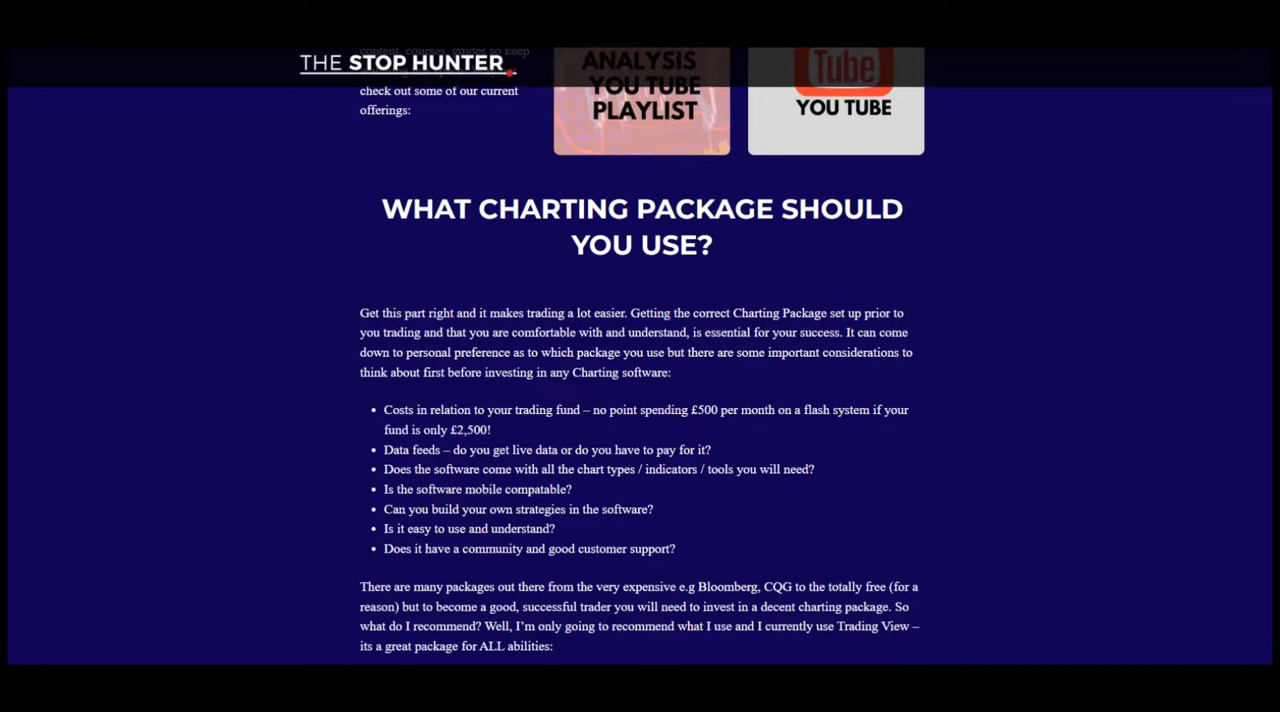 content, courses, guides so keep
THE STOP HUNTER.
check out some of our current
offerings:
ANALYSIS
YOU TUBE
PLAYLIST
Tube
YOU TUBE
WHAT CHARTING PACKAGE SHOULD
YOU USE?
Get this part right and it makes trading a lot easier. Getting the correct Charting Package set up prior to
you trading and that you are comfortable with and understand, is essential for your success. It can come
down to personal preference as to which package you use but there are some important considerations to
think about first before investing in any Charting software:
• Costs in relation to your trading fund – no point spending £500 per month on a flash system if your
fund is only £2,500!
• Data feeds – do you get live data or do you have to pay for it?
• Does the software come with all the chart types / indicators / tools you will need?
• Is the software mobile compatable?
• Can you build your own strategies in the software?
• Is it easy to use and understand?
• Does it have a community and good customer support?
There are many packages out there from the very expensive e.g Bloomberg, CQG to the totally free (for a
reason) but to become a good, successful trader you will need to invest in a decent charting package. So
what do I recommend? Well, I’m only going to recommend what I use and I currently use Trading View –
its a great package for ALL abilities: